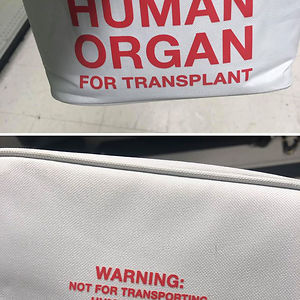 HUMAN
ORGAN
FOR TRANSPLANT
WARNING:
NOT FOR TRANSPORTING